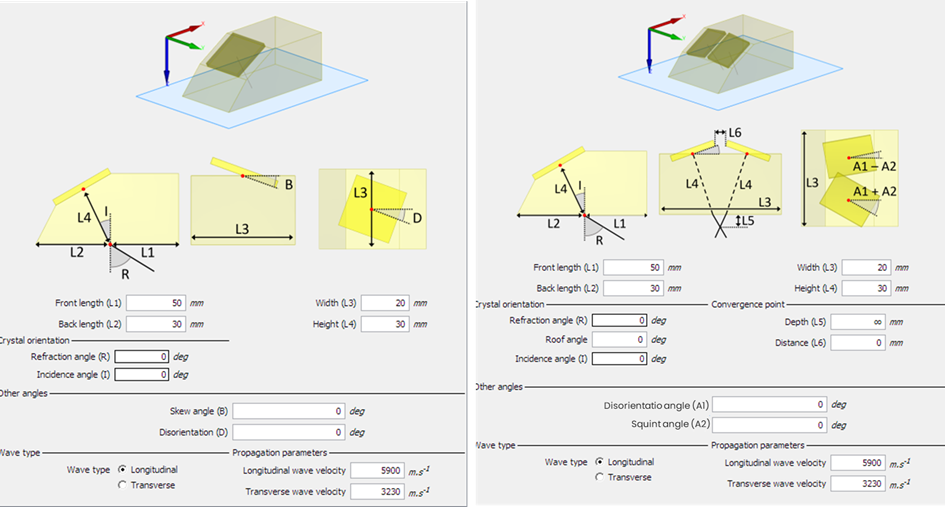 L4
I
L2
L1
R
B
L3
L3
D
Front length (L1) 50 mm
Width (L3) 20 mm
Back length (L2) 30 mm
Height (L4) 30 mm
Crystal orientation
Refraction angle (R) 0 deg
Incidence angle (I) 0 deg
Other angles
Skew angle (B) 0 deg
Disorientation (D) 0 deg
Wave type
Propagation parameters
Wave type Longitudinal
Transverse
Longitudinal wave velocity 5900 m.s-1
Transverse wave velocity 3230 m.s-1
L4
I
L2
L1
R
L6
L4
L4
L3
L5
L3
A1 – A2
A1 + A2
Front length (L1) 50 mm
Width (L3) 20 mm
Back length (L2) 30 mm
Height (L4) 30 mm
Crystal orientation
Convergence point
Refraction angle (R) 0 deg
Depth (L5) ∞ mm
Roof angle 0 deg
Distance (L6) 0 mm
Incidence angle (I) 0 deg
Other angles
Disorientatio angle (A1) 0 deg
Squint angle (A2) 0 deg
Wave type
Propagation parameters
Wave type Longitudinal
Transverse
Longitudinal wave velocity 5900 m.s-1
Transverse wave velocity 3230 m.s-1